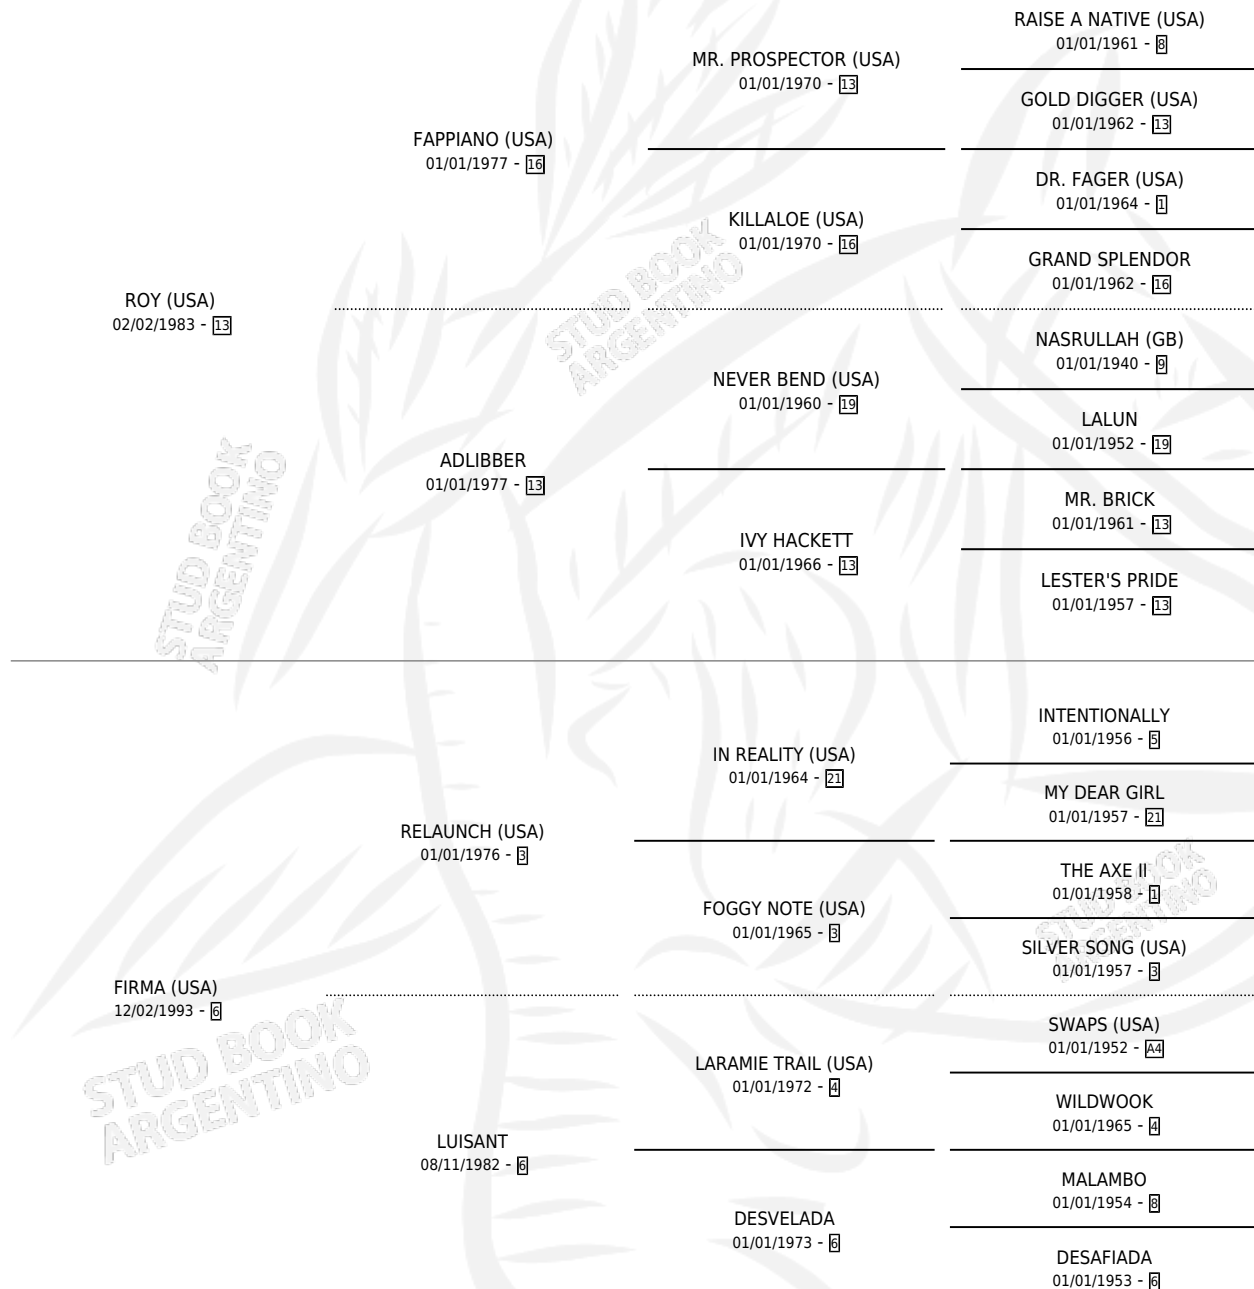 RAISE A NATIVE (USA)
01/01/1961 - 8
MR. PROSPECTOR (USA)
01/01/1970 - 13
GOLD DIGGER (USA)
01/01/1962 - 13
FAPPIANO (USA)
01/01/1977 - 16
DR. FAGER (USA)
01/01/1964 - 1
KILLALOE (USA)
01/01/1970 - 16
GRAND SPLENDOR
01/01/1962 - 16
ROY (USA)
02/02/1983 - 13
NASRULLAH (GB)
01/01/1940 - 9
NEVER BEND (USA)
01/01/1960 - 19
LALUN
01/01/1952 - 19
ADLIBBER
01/01/1977 - 13
MR. BRICK
01/01/1961 - 13
IVY HACKETT
01/01/1966 - 13
LESTER'S PRIDE
01/01/1957 - 13
INTENTIONALLY
01/01/1956 - 5
IN REALITY (USA)
01/01/1964 - 21
MY DEAR GIRL
01/01/1957 - 21
RELAUNCH (USA)
01/01/1976 - 3
THE AXE II
01/01/1958 - 1
FOGGY NOTE (USA)
01/01/1965 - 3
SILVER SONG (USA)
01/01/1957 - 3
FIRMA (USA)
12/02/1993 - 6
SWAPS (USA)
01/01/1952 - A4
LARAMIE TRAIL (USA)
01/01/1972 - 4
WILDWOOK
01/01/1965 - 4
LUISANT
08/11/1982 - 6
MALAMBO
01/01/1954 - 8
DESVELADA
01/01/1973 - 6
DESAFIADA
01/01/1953 - 6
STUD BOOK
ARGENTINO
STUD BOOK
ARGENTINO
STUD BOOK
ARGENTINO
STUD BOOK
ARGENTINO